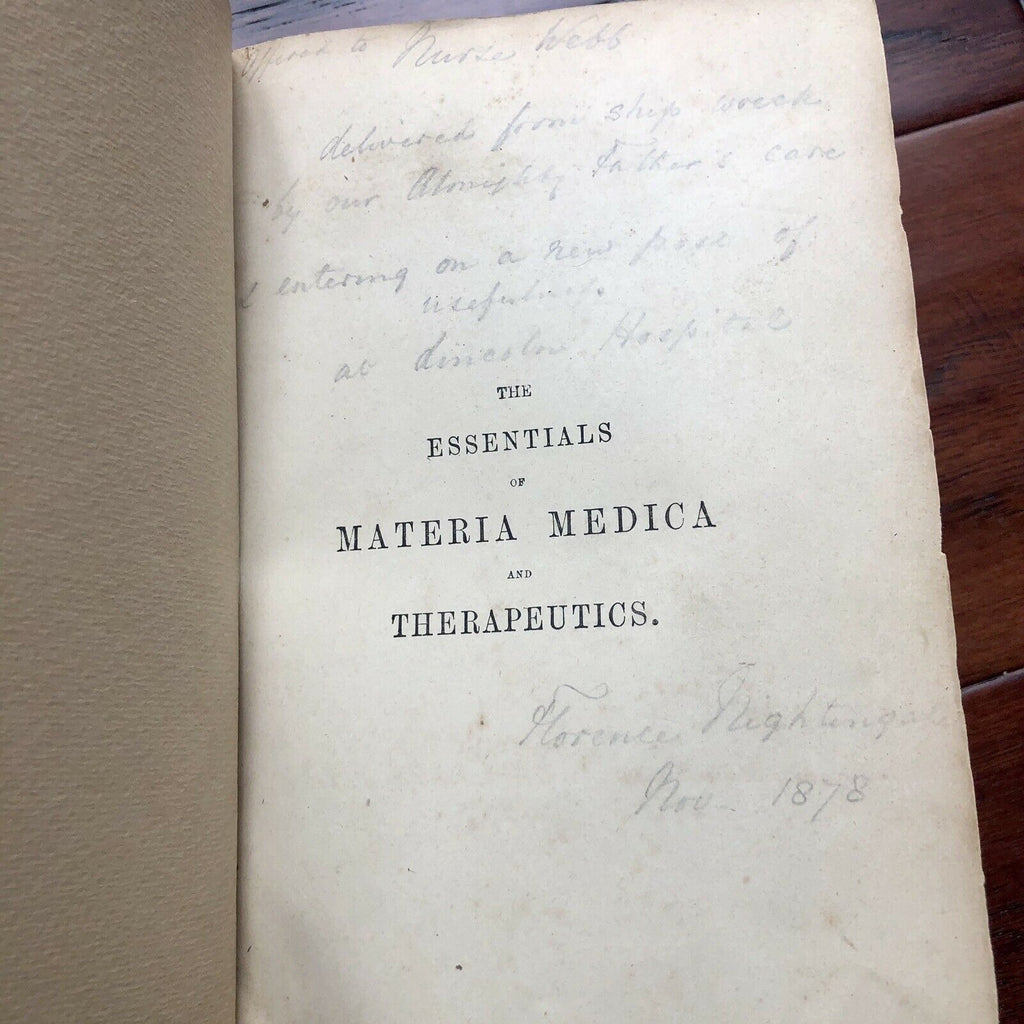 offered to Nurse Webb
delivered from ship wreck
by our Almighty Father's care
& entering on a new post of
usefulness
at Lincoln Hospital
THE
ESSENTIALS
OF
MATERIA MEDICA
AND
THERAPEUTICS.
Florence Nightingale
Nov. 1878